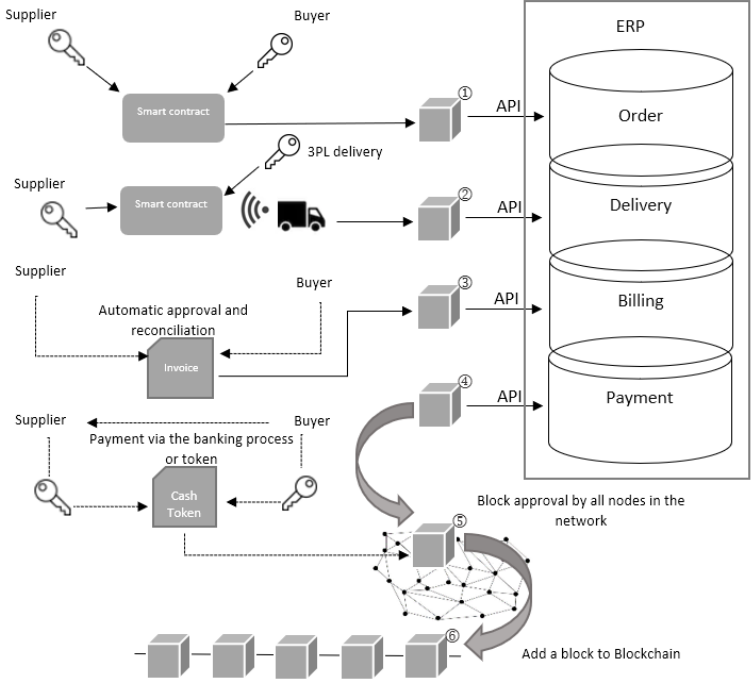 Supplier
Buyer
ERP
Smart contract
①
API
Order
3PL delivery
Supplier
Smart contract
②
API
Delivery
Supplier
Buyer
③
API
Billing
Automatic approval and
reconciliation
Invoice
④
API
Payment
Supplier
Buyer
Payment via the banking process
or token
Cash
Token
Block approval by all nodes in the
network
⑤
⑥
Add a block to Blockchain